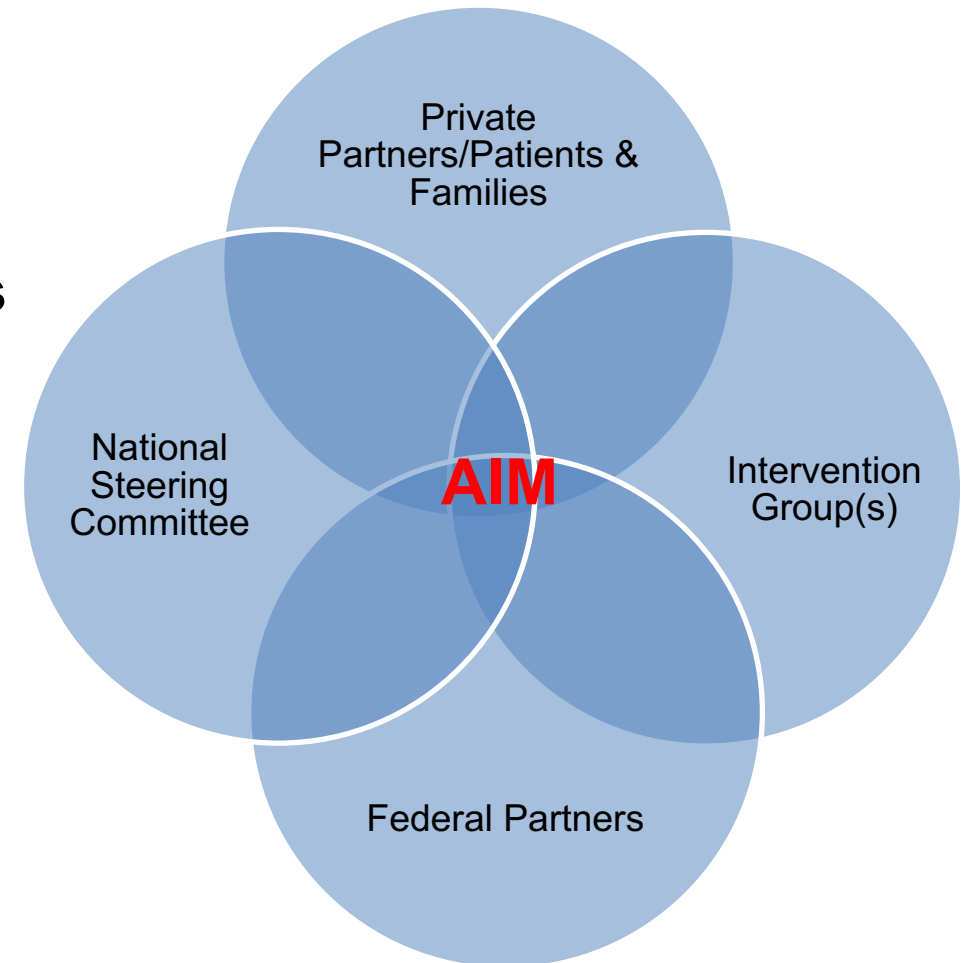 Private
Partners/Patients &
Families
s
National
Steering
Committee
AIM
Intervention
Group(s)
Federal Partners